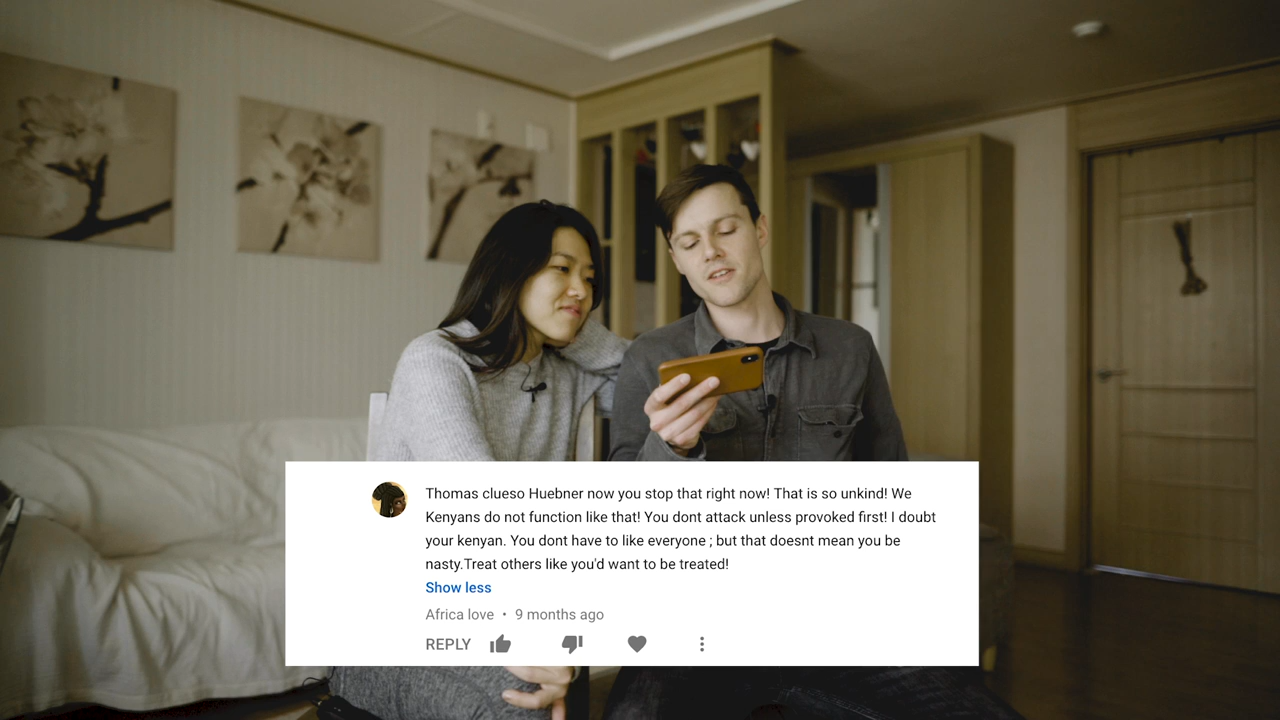 Thomas clueso Huebner now you stop that right now! That is so unkind! We
Kenyans do not function like that! You dont attack unless provoked first! I doubt
your kenyan. You dont have to like everyone ; but that doesnt mean you be
nasty.Treat others like you'd want to be treated!
Show less
Africa love • 9 months ago
REPLY